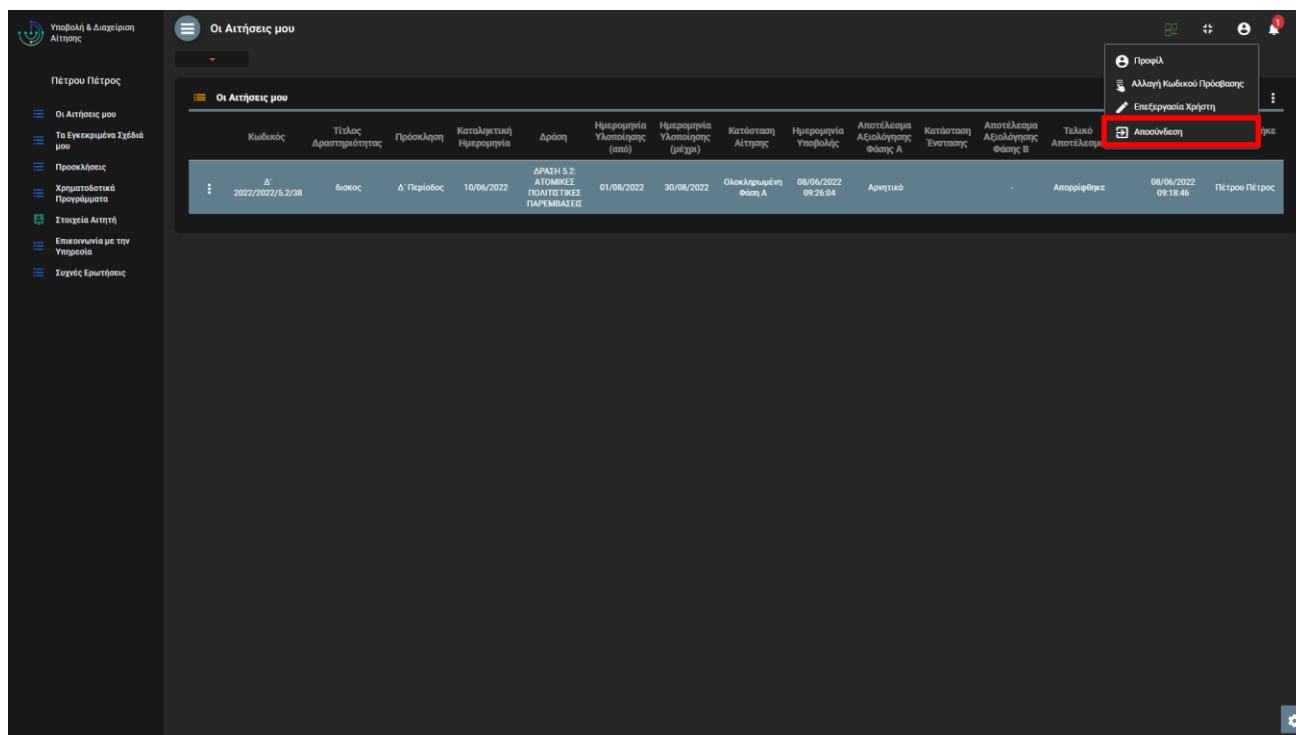 Υποβολή & Διαχείριση
Αίτησης
Οι Αιτήσεις μου
1
Πέτρου Πέτρος
Οι Αιτήσεις μου
Τα Εγκεκριμένα Σχέδιά
μου
Προσκλήσεις
Χρηματοδοτικά
Προγράμματα
Στοιχεία Αιτητή
Επικοινωνία με την
Υπηρεσία
Συχνές Ερωτήσεις
Προφίλ
Αλλαγή Κωδικού Πρόσβασης
Επεξεργασία Χρήστη
Αποσύνδεση
Οι Αιτήσεις μου
Κωδικός
Τίτλος
Δραστηριότητας
Πρόσκληση
Καταληκτική
Ημερομηνία
Δράση
Ημερομηνία
Υλοποίησης
(από)
Ημερομηνία
Υλοποίησης
(μέχρι)
Κατάσταση
Αίτησης
Ημερομηνία
Υποβολής
Αποτέλεσμα
Αξιολόγησης
Φάσης Α
Κατάσταση
Ένστασης
Αποτέλεσμα
Αξιολόγησης
Φάσης Β
Τελικό
Δ΄
2022/2022/5.2/38
δισκος
Δ΄ Περίοδος
10/06/2022
ΔΡΑΣΗ 5.2:
ΑΤΟΜΙΚΕΣ
ΠΟΛΙΤΙΣΤΙΚΕΣ
ΠΑΡΕΜΒΑΣΕΙΣ
01/08/2022
30/08/2022
Ολοκληρωμένη
Φάση Α
08/06/2022
09:26:04
Αρνητικό
-
Απορρίφθηκε
08/06/2022
09:18:46
Πέτρου Πέτρος